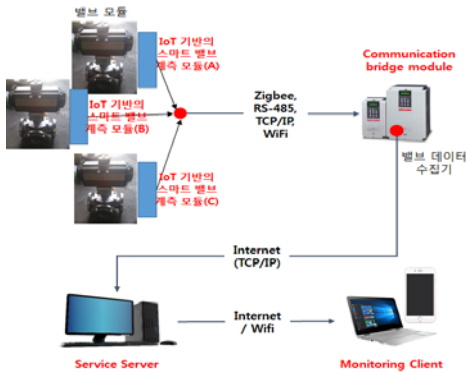 밸브 모듈
IoT 기반의
스마트 밸브
계측 모듈(A)
IoT 기반의
스마트 밸브
계측 모듈(B)
IoT 기반의
스마트 밸브
계측 모듈(C)
Zigbee,
RS-485,
TCP/IP,
WiFi
Communication
bridge module
밸브 데이터
수집기
Internet
(TCP/IP)
Internet
/ Wifi
Service Server
Monitoring Client